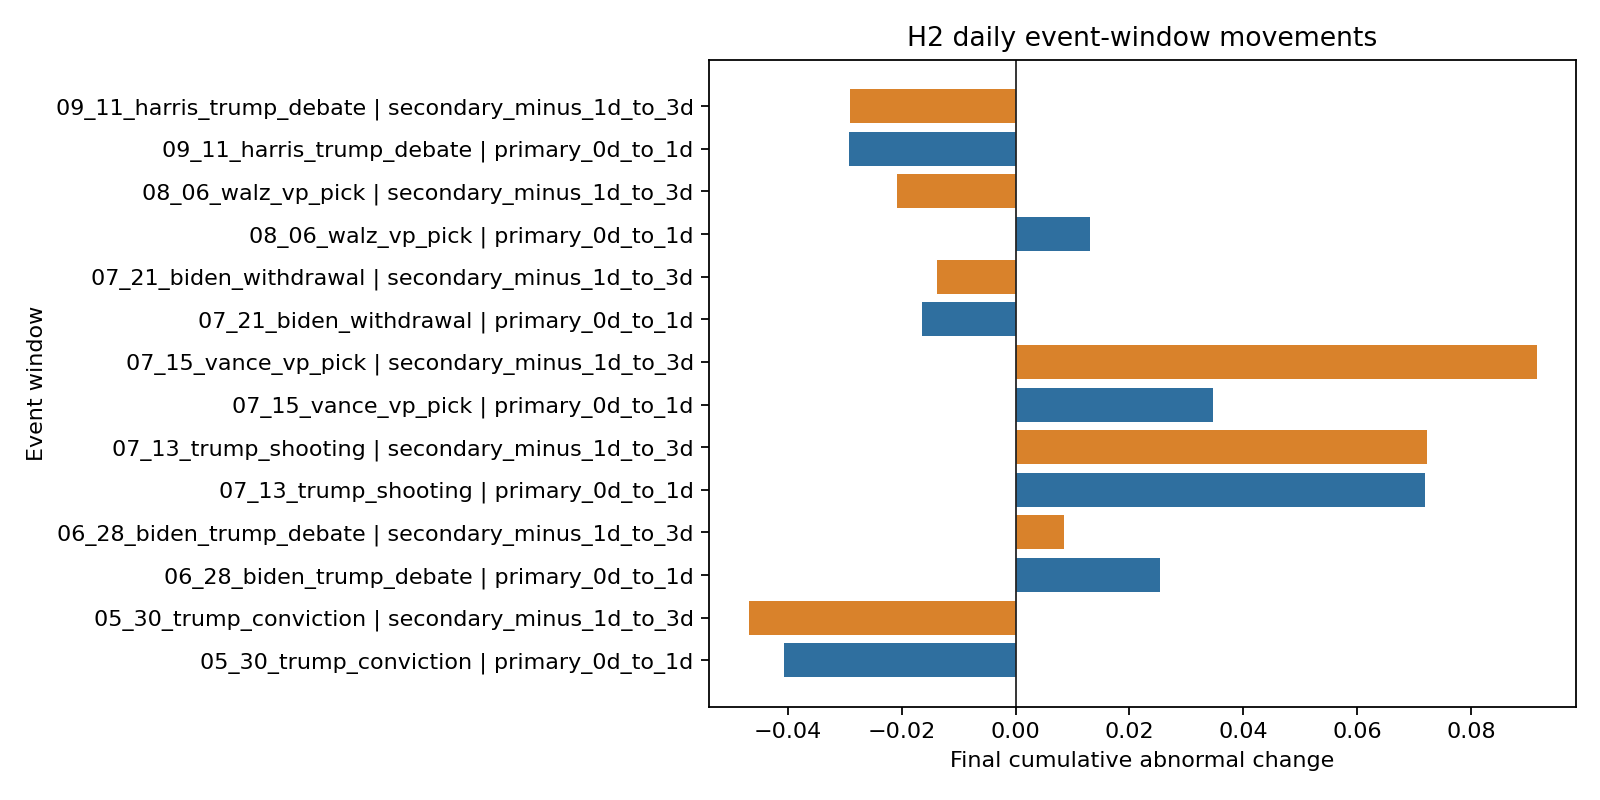 H2 daily event-window movements
Event window
09_11_harris_trump_debate | secondary_minus_1d_to_3d
09_11_harris_trump_debate | primary_0d_to_1d
08_06_walz_vp_pick | secondary_minus_1d_to_3d
08_06_walz_vp_pick | primary_0d_to_1d
07_21_biden_withdrawal | secondary_minus_1d_to_3d
07_21_biden_withdrawal | primary_0d_to_1d
07_15_vance_vp_pick | secondary_minus_1d_to_3d
07_15_vance_vp_pick | primary_0d_to_1d
07_13_trump_shooting | secondary_minus_1d_to_3d
07_13_trump_shooting | primary_0d_to_1d
06_28_biden_trump_debate | secondary_minus_1d_to_3d
06_28_biden_trump_debate | primary_0d_to_1d
05_30_trump_conviction | secondary_minus_1d_to_3d
05_30_trump_conviction | primary_0d_to_1d
−0.04 −0.02 0.00 0.02 0.04 0.06 0.08
Final cumulative abnormal change